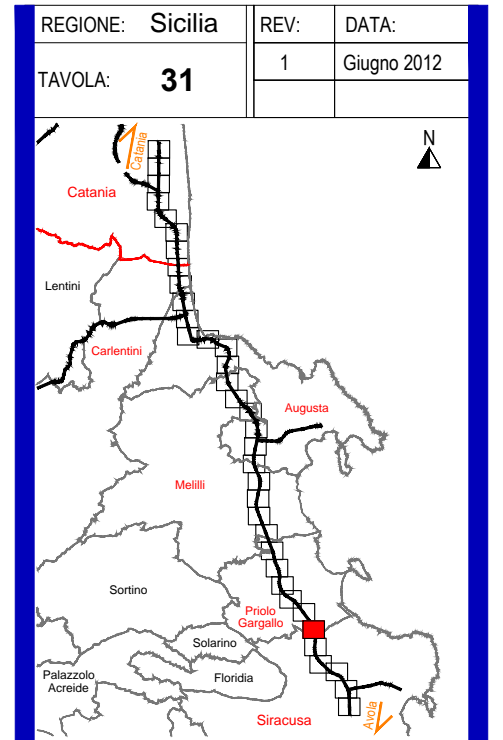 REGIONE: Sicilia
REV:
DATA:
TAVOLA: 31
1
Giugno 2012
Catania
N
Catania
Lentini
Carlentini
Augusta
Melilli
Sortino
Priolo
Gargallo
Solarino
Palazzolo
Acreide
Floridia
Siracusa
Avola